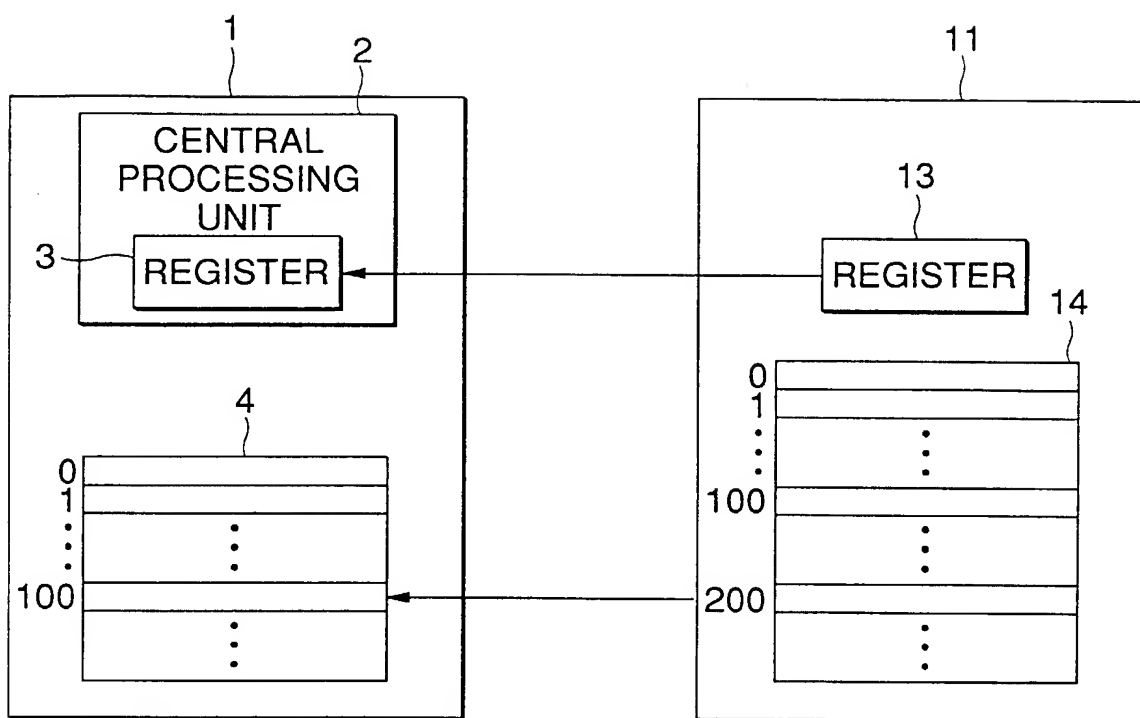 1
2
11
CENTRAL
PROCESSING
UNIT
13
3
REGISTER
REGISTER
14
0
1
100
200
4
0
1
100